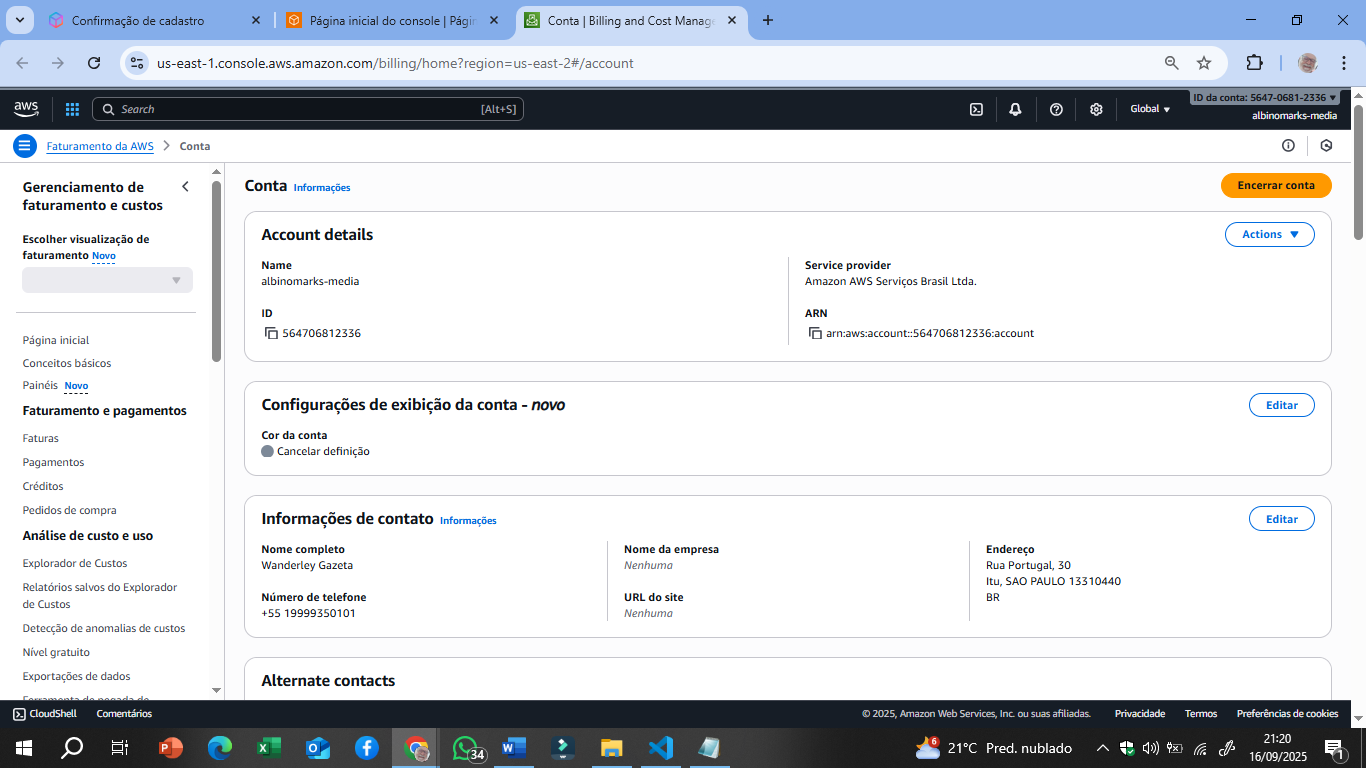 Confirmação de cadastro
Página inicial do console | Págin
Conta | Billing and Cost Manage
us-east-1.console.aws.amazon.com/billing/home?region=us-east-2#/account
aws
Search
[Alt+S]
Global
ID da conta: 5647-0681-2336
albinomarks-media
Faturamento da AWS
Conta
Gerenciamento de
faturamento e custos
Escolher visualização de
faturamento Novo
Página inicial
Conceitos básicos
Painéis Novo
Faturamento e pagamentos
Faturas
Pagamentos
Créditos
Pedidos de compra
Análise de custo e uso
Explorador de Custos
Relatórios salvos do Explorador
de Custos
Detecção de anomalias de custos
Nível gratuito
Exportações de dados
Ferramenta de pegada de
Conta Informações
Encerrar conta
Account details
Actions
Name
albinomarks-media
Service provider
Amazon AWS Serviços Brasil Ltda.
ID
564706812336
ARN
arn:aws:account::564706812336:account
Configurações de exibição da conta - novo
Editar
Cor da conta
Cancelar definição
Informações de contato Informações
Editar
Nome completo
Wanderley Gazeta
Nome da empresa
Nenhuma
Endereço
Rua Portugal, 30
Itu, SAO PAULO 13310440
BR
Número de telefone
+55 19999350101
URL do site
Nenhuma
Alternate contacts
CloudShell
Comentários
© 2025, Amazon Web Services, Inc. ou suas afiliadas.
Privacidade
Termos
Preferências de cookies
34
6
21°C Pred. nublado
21:20
16/09/2025
1